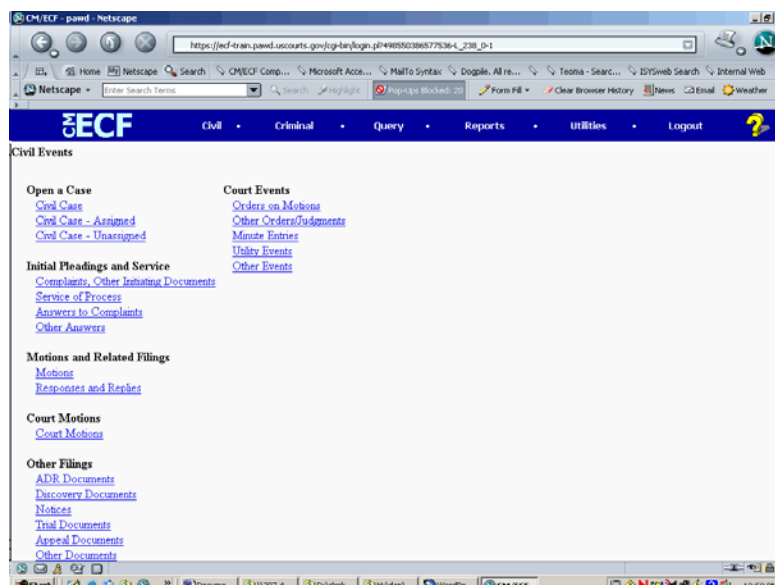 CM/ECF - pawd - Netscape
https://ecf-train.pawd.uscourts.gov/cgi-bin/login.pl?498550386577536-L_238_0-1
Home Netscape Search CM/ECF Comp... Microsoft Acce... MailTo Syntax Dogpile. All re... Teoma - Searc... ISYSweb Search Internal Web
Netscape Enter Search Terms Search Highlight Pop-Ups Blocked: 20 Form Fill Clear Browser History News Email Weather
CM ECF Civil • Criminal • Query • Reports • Utilities • Logout ?
Civil Events
Open a Case
Civil Case
Civil Case - Assigned
Civil Case - Unassigned
Initial Pleadings and Service
Complaints, Other Initiating Documents
Service of Process
Answers to Complaints
Other Answers
Motions and Related Filings
Motions
Responses and Replies
Court Motions
Court Motions
Other Filings
ADR Documents
Discovery Documents
Notices
Trial Documents
Appeal Documents
Other Documents
Court Events
Orders on Motions
Other Orders/Judgments
Minute Entries
Utility Events
Other Events